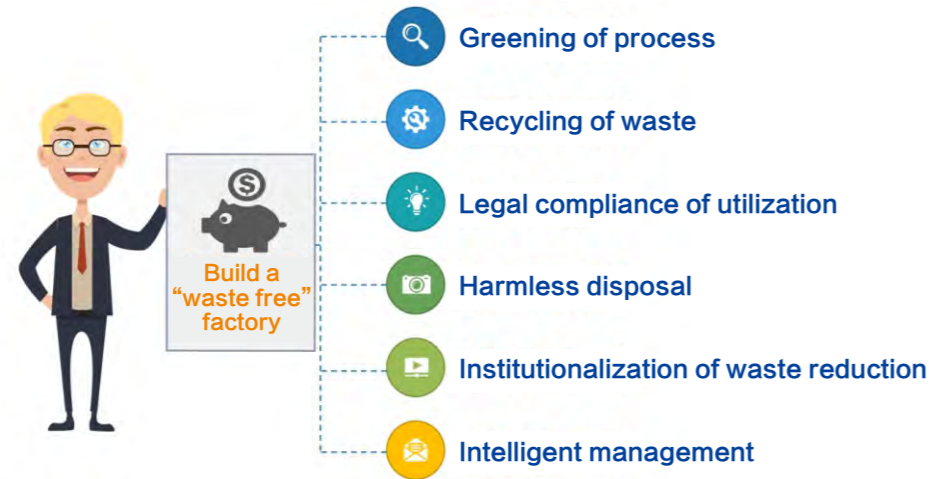 Greening of process
Recycling of waste
Legal compliance of utilization
Harmless disposal
Institutionalization of waste reduction
Intelligent management
$
Build a
“waste free”
factory